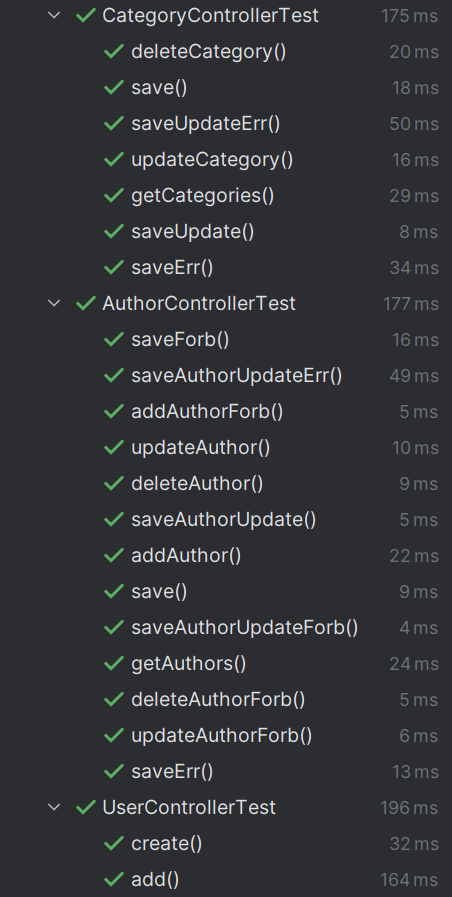 CategoryControllerTest 175 ms
deleteCategory() 20 ms
save() 18 ms
saveUpdateErr() 50 ms
updateCategory() 16 ms
getCategories() 29 ms
saveUpdate() 8 ms
saveErr() 34 ms
AuthorControllerTest 177 ms
saveForb() 16 ms
saveAuthorUpdateErr() 49 ms
addAuthorForb() 5 ms
updateAuthor() 10 ms
deleteAuthor() 9 ms
saveAuthorUpdate() 5 ms
addAuthor() 22 ms
save() 9 ms
saveAuthorUpdateForb() 4 ms
getAuthors() 24 ms
deleteAuthorForb() 5 ms
updateAuthorForb() 6 ms
saveErr() 13 ms
UserControllerTest 196 ms
create() 32 ms
add() 164 ms